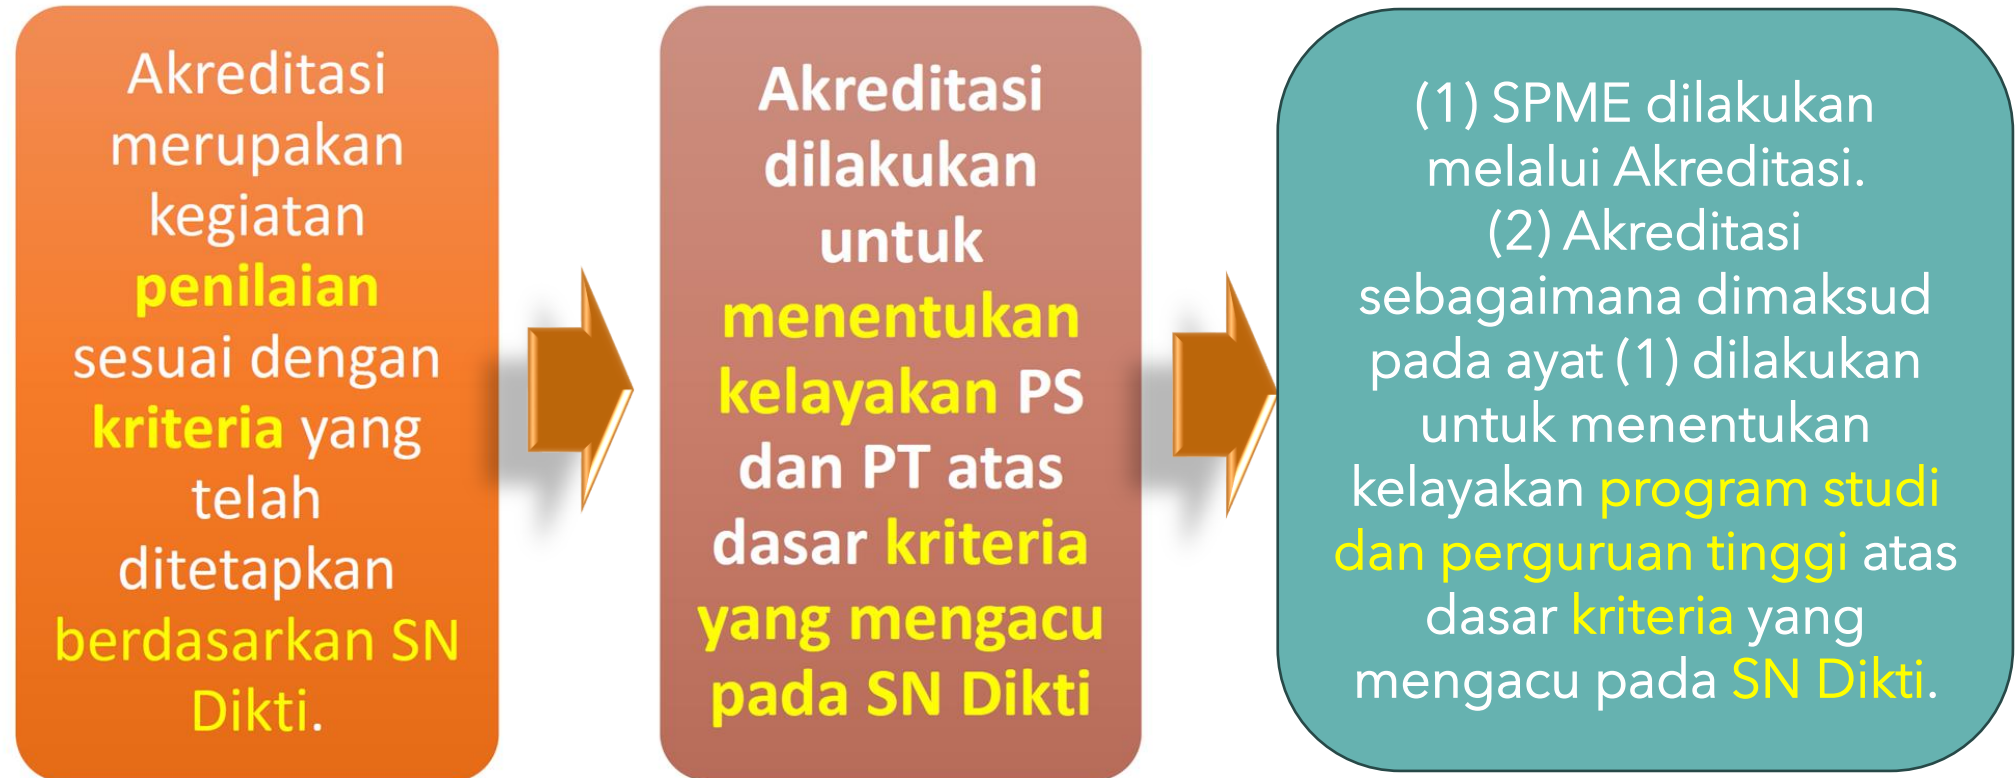 Akreditasi
merupakan
kegiatan
penilaian
sesuai dengan
kriteria yang
telah
ditetapkan
berdasarkan SN
Dikti.
Akreditasi
dilakukan
untuk
menentukan
kelayakan PS
dan PT atas
dasar kriteria
yang mengacu
pada SN Dikti
(1) SPME dilakukan
melalui Akreditasi.
(2) Akreditasi
sebagaimana dimaksud
pada ayat (1) dilakukan
untuk menentukan
kelayakan program studi
dan perguruan tinggi atas
dasar kriteria yang
mengacu pada SN Dikti.